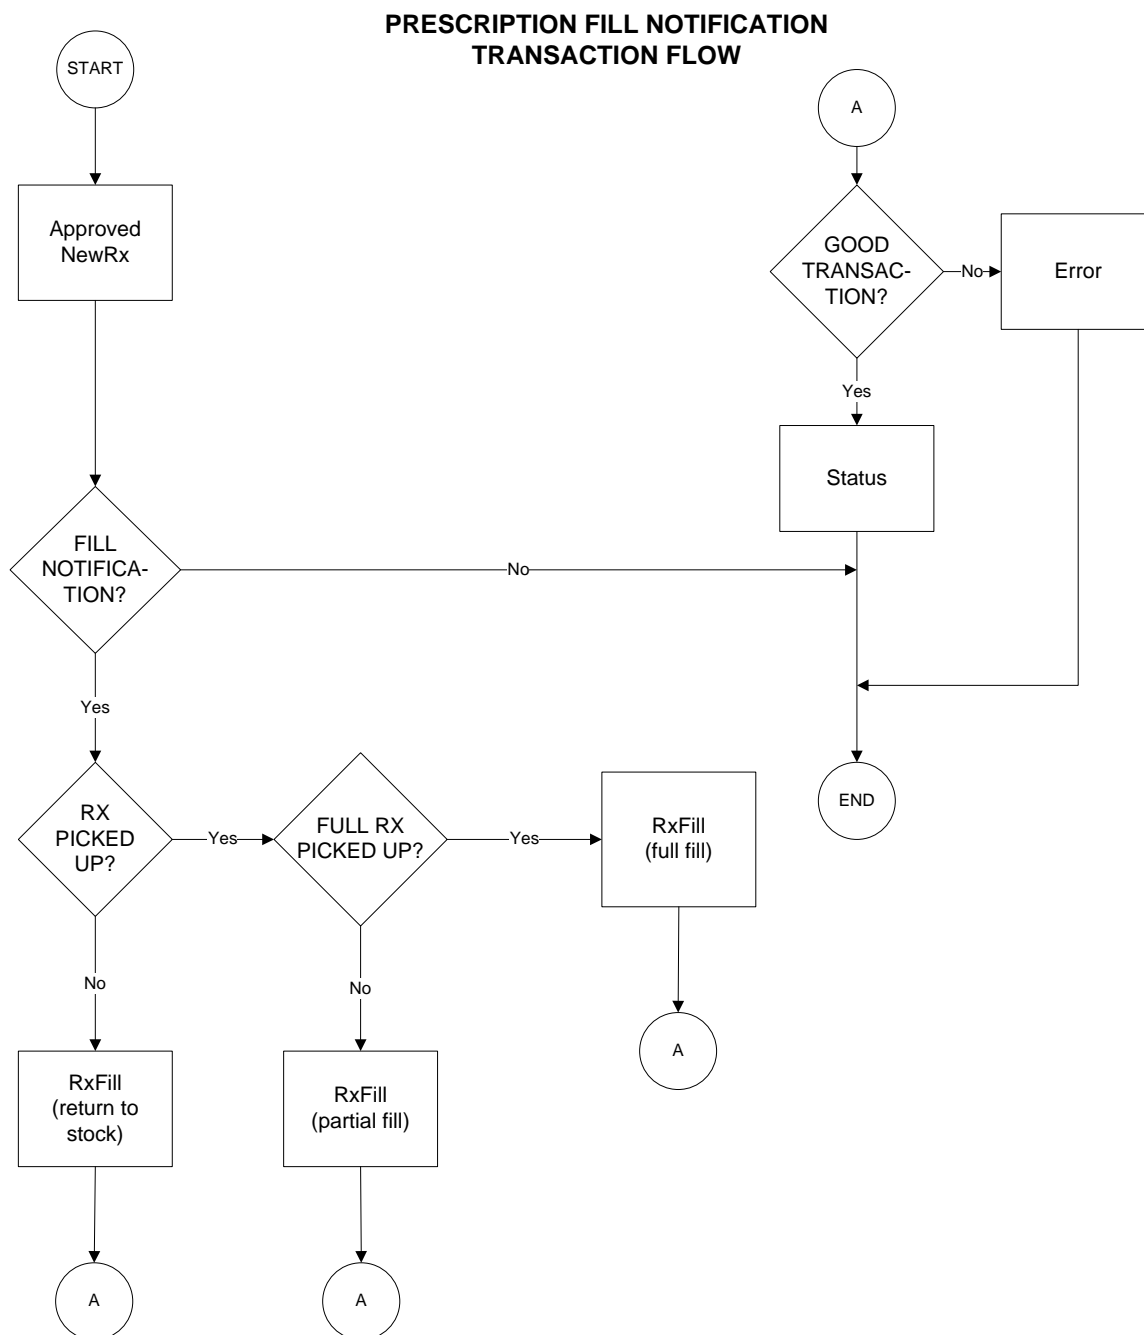 PRESCRIPTION FILL NOTIFICATION
TRANSACTION FLOW
START
A
Approved
NewRx
GOOD
TRANSAC-
TION?
No
Error
Yes
Status
FILL
NOTIFICA-
TION?
No
Yes
RX
PICKED
UP?
Yes
FULL RX
PICKED UP?
Yes
RxFill
(full fill)
END
No
No
A
RxFill
(return to
stock)
RxFill
(partial fill)
A
A